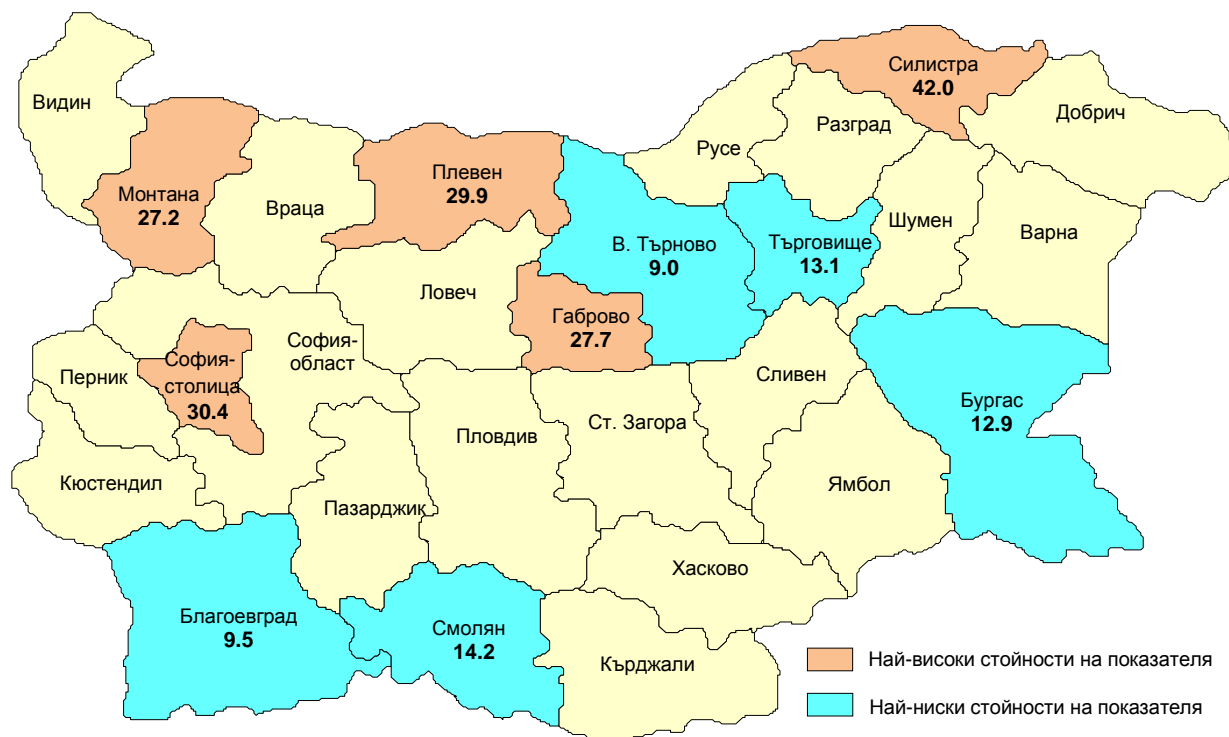 Силистра
42.0
Видин
Добрич
Разград
Русе
Плевен
29.9
Монтана
27.2
Враца
Шумен
Варна
В. Търново
9.0
Търговище
13.1
Ловеч
Габрово
27.7
София-
област
София-
столица
30.4
Перник
Сливен
Бургас
12.9
Ст. Загора
Пловдив
Кюстендил
Ямбол
Пазарджик
Хасково
Благоевград
9.5
Смолян
14.2
Кърджали
Най-високи стойности на показателя
Най-ниски стойности на показателя